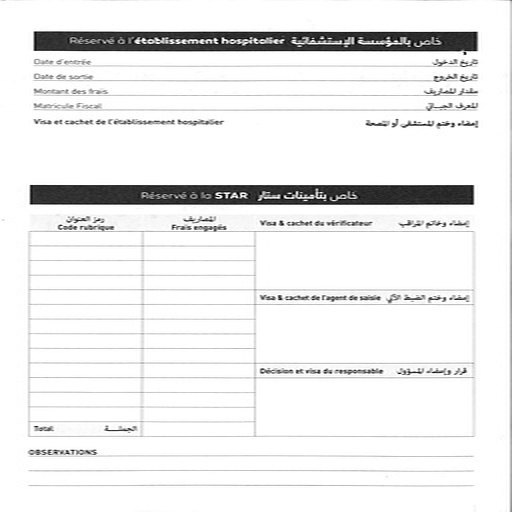 Réservé à l'établissement hospitalier خاص بالمؤسسة الإستشفائية
Date d'entrée تاريخ الدخول
Date de sortie تاريخ الخروج
Montant des frais مقدار المصاريف
Matricule Fiscal المعرف الجبائي
Visa et cachet de l'établissement hospitalier إمضاء وختم المستشفى أو المصحة
Réservé à la STAR خاص بتأمينات ستار
رمز العنوان المصاريف
Code rubrique Frais engagés Visa & cachet du vérificateur إمضاء وخاتم المراقب
Visa & cachet de l'agent de saisie إمضاء وختم الضبط الآلي
Décision et visa du responsable قرار وإمضاء المسؤول
Total الجملة
OBSERVATIONS